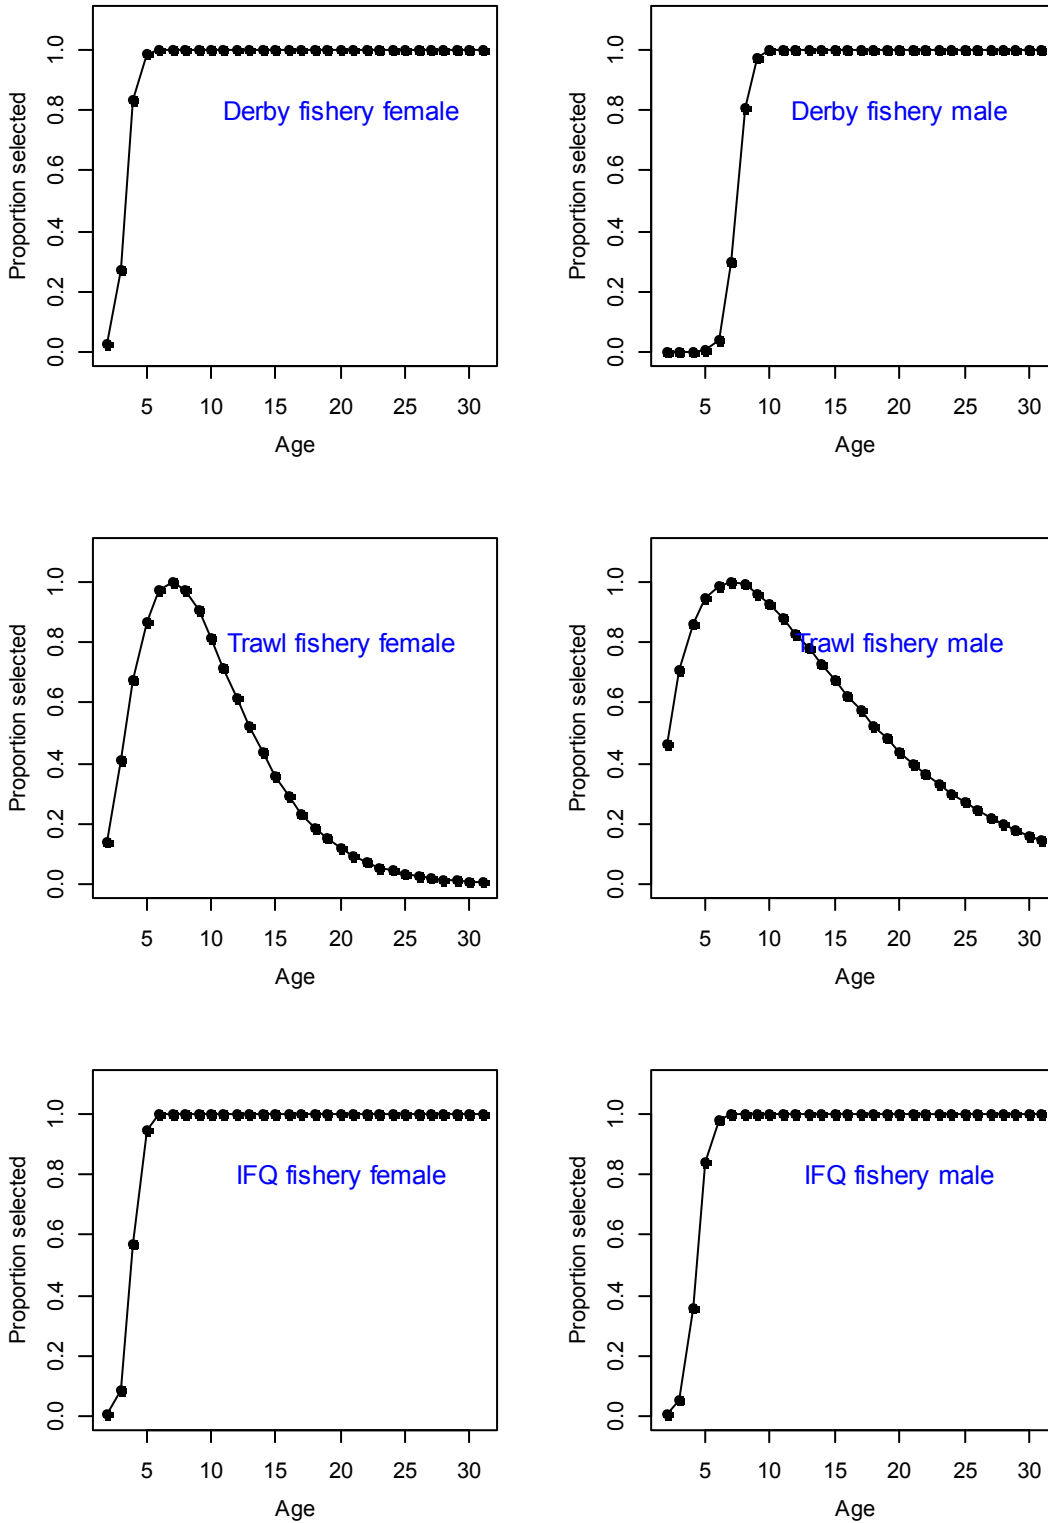 Proportion selected
0.0 0.2 0.4 0.6 0.8 1.0
Derby fishery female
5 10 15 20 25 30
Age
Proportion selected
0.0 0.2 0.4 0.6 0.8 1.0
Derby fishery male
5 10 15 20 25 30
Age
Proportion selected
0.0 0.2 0.4 0.6 0.8 1.0
Trawl fishery female
5 10 15 20 25 30
Age
Proportion selected
0.0 0.2 0.4 0.6 0.8 1.0
Trawl fishery male
5 10 15 20 25 30
Age
Proportion selected
0.0 0.2 0.4 0.6 0.8 1.0
IFQ fishery female
5 10 15 20 25 30
Age
Proportion selected
0.0 0.2 0.4 0.6 0.8 1.0
IFQ fishery male
5 10 15 20 25 30
Age